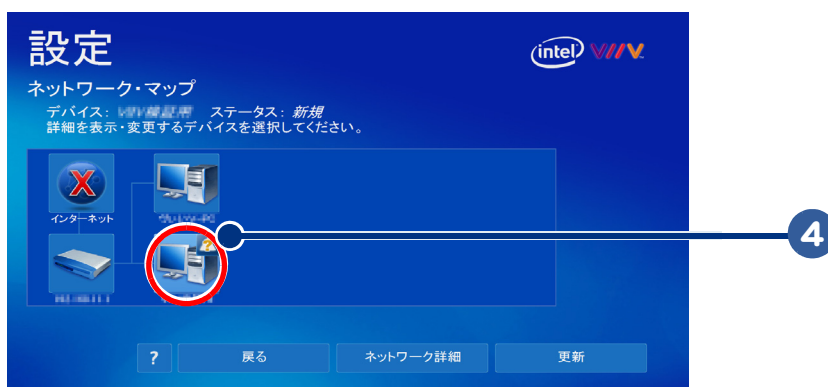 設定
intel VIIV
ネットワーク・マップ
デバイス: ステータス: 新規
詳細を表示・変更するデバイスを選択してください。
インターネット
4
? 戻る ネットワーク詳細 更新